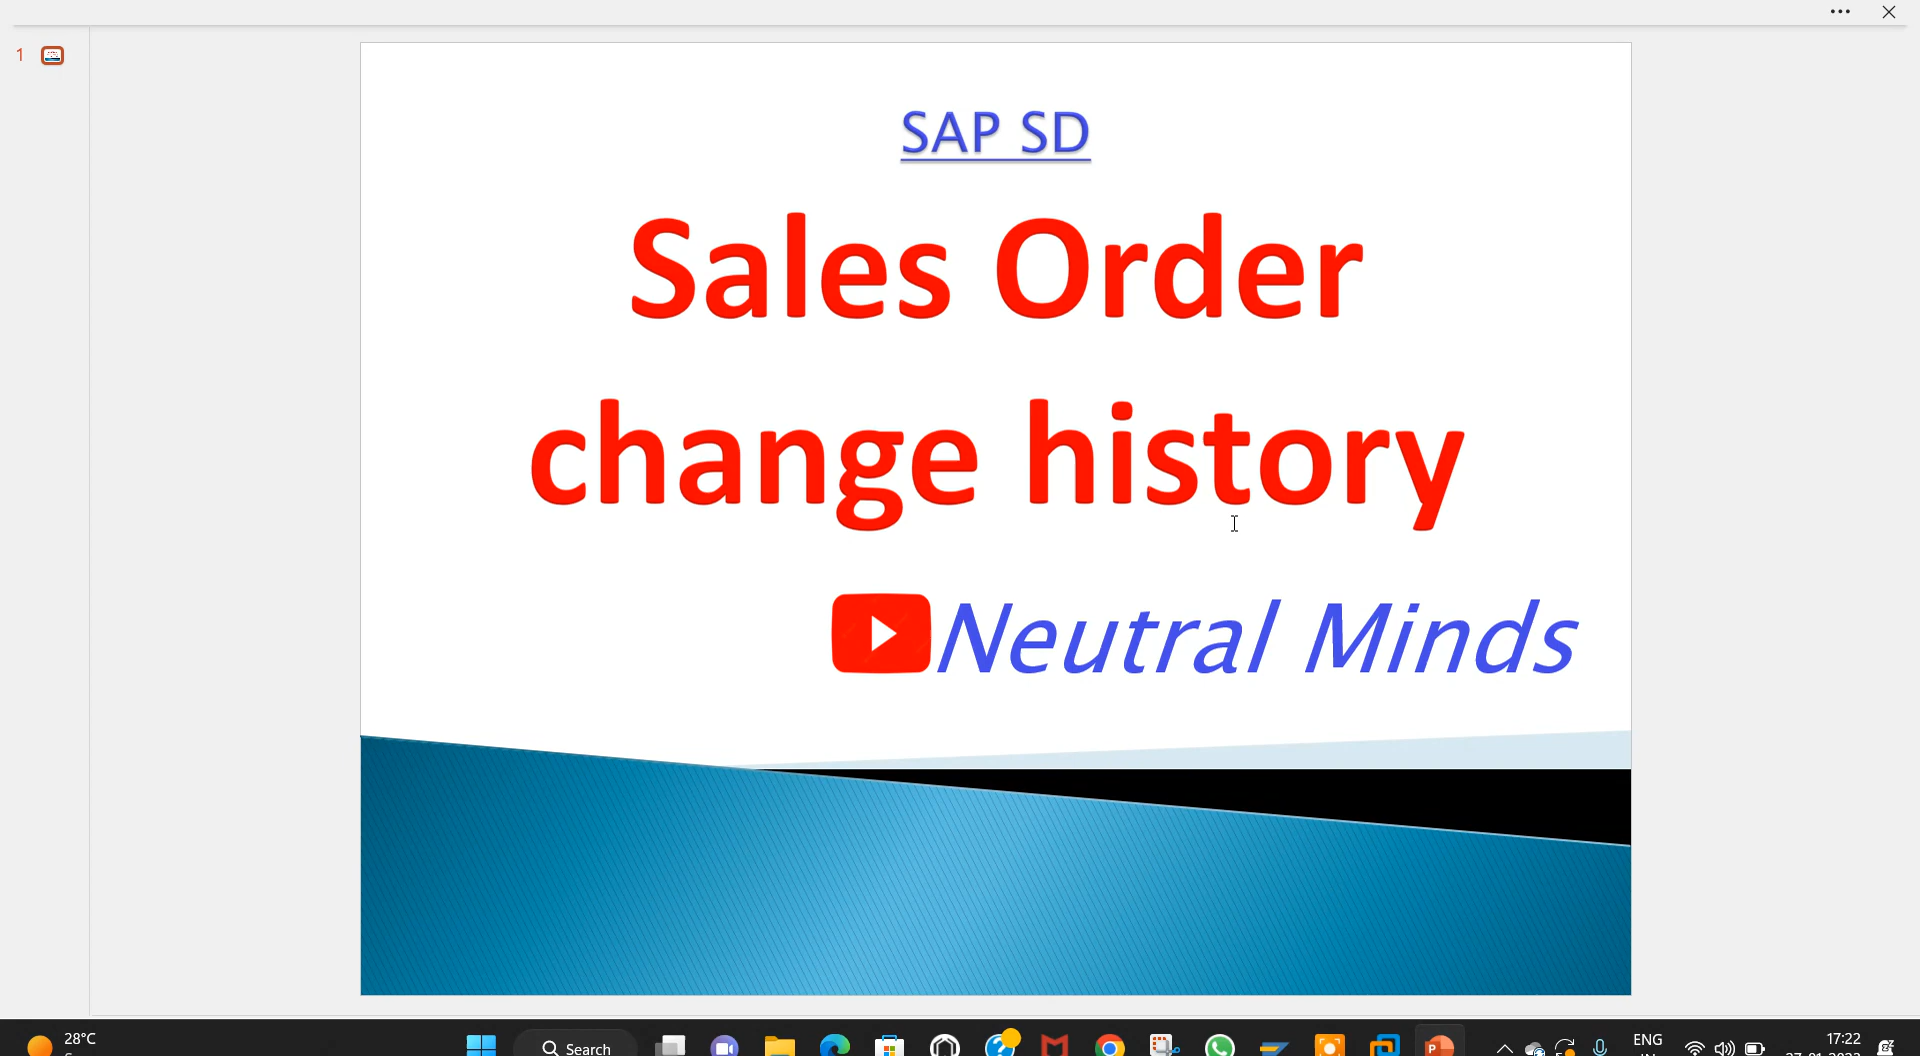 1
SAP SD
Sales Order
change history
Neutral Minds
28°C
Search
ENG
17:22